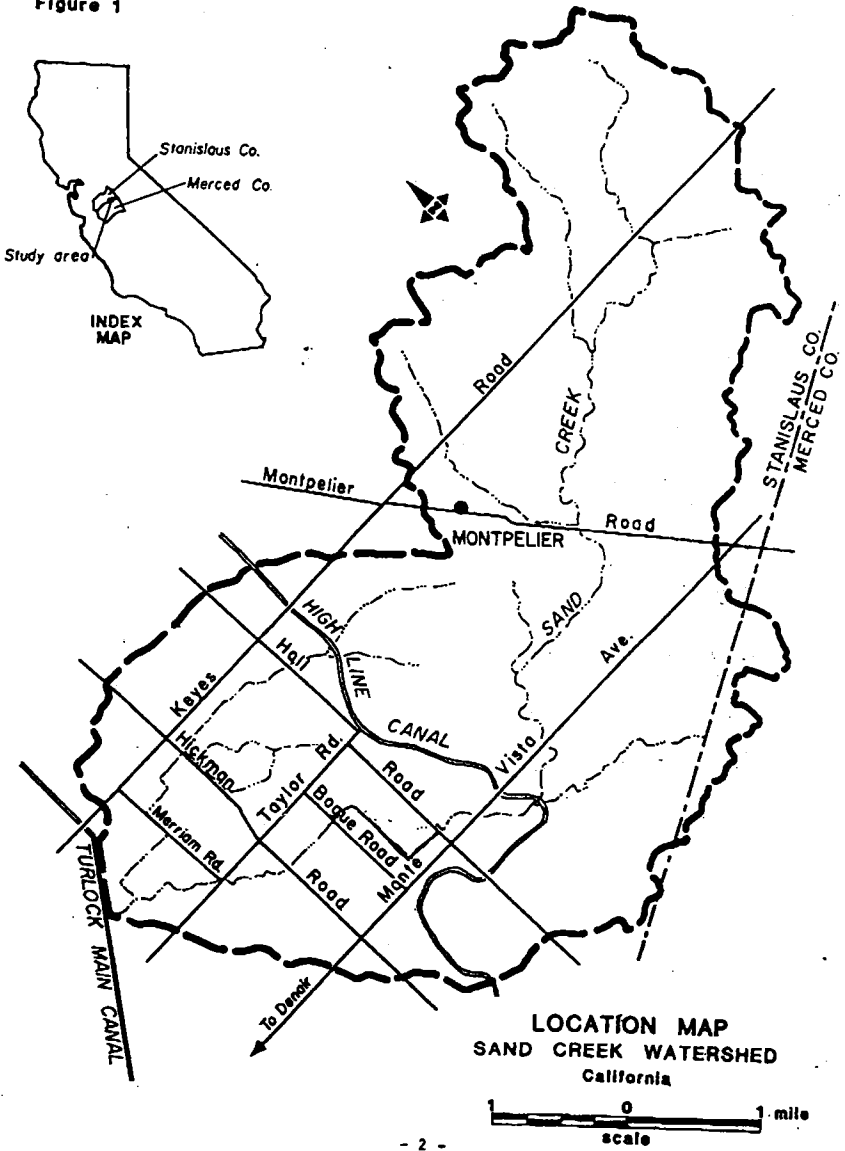 Figure 1
Stanislaus Co.
Merced Co.
Study area
INDEX
MAP
Road
CREEK
STANISLAUS CO.
MERCED CO.
Montpelier
Road
MONTPELIER
SAND
HIGH
LINE
CANAL
Hall
Road
Ave.
Vista
Monte
Keyes
Hickman
Road
Taylor Rd.
Bogue Road
Merriam Rd.
TURLOCK MAIN CANAL
To Denair
LOCATION MAP
SAND CREEK WATERSHED
California
1 0 1 mile
scale
- 2 -